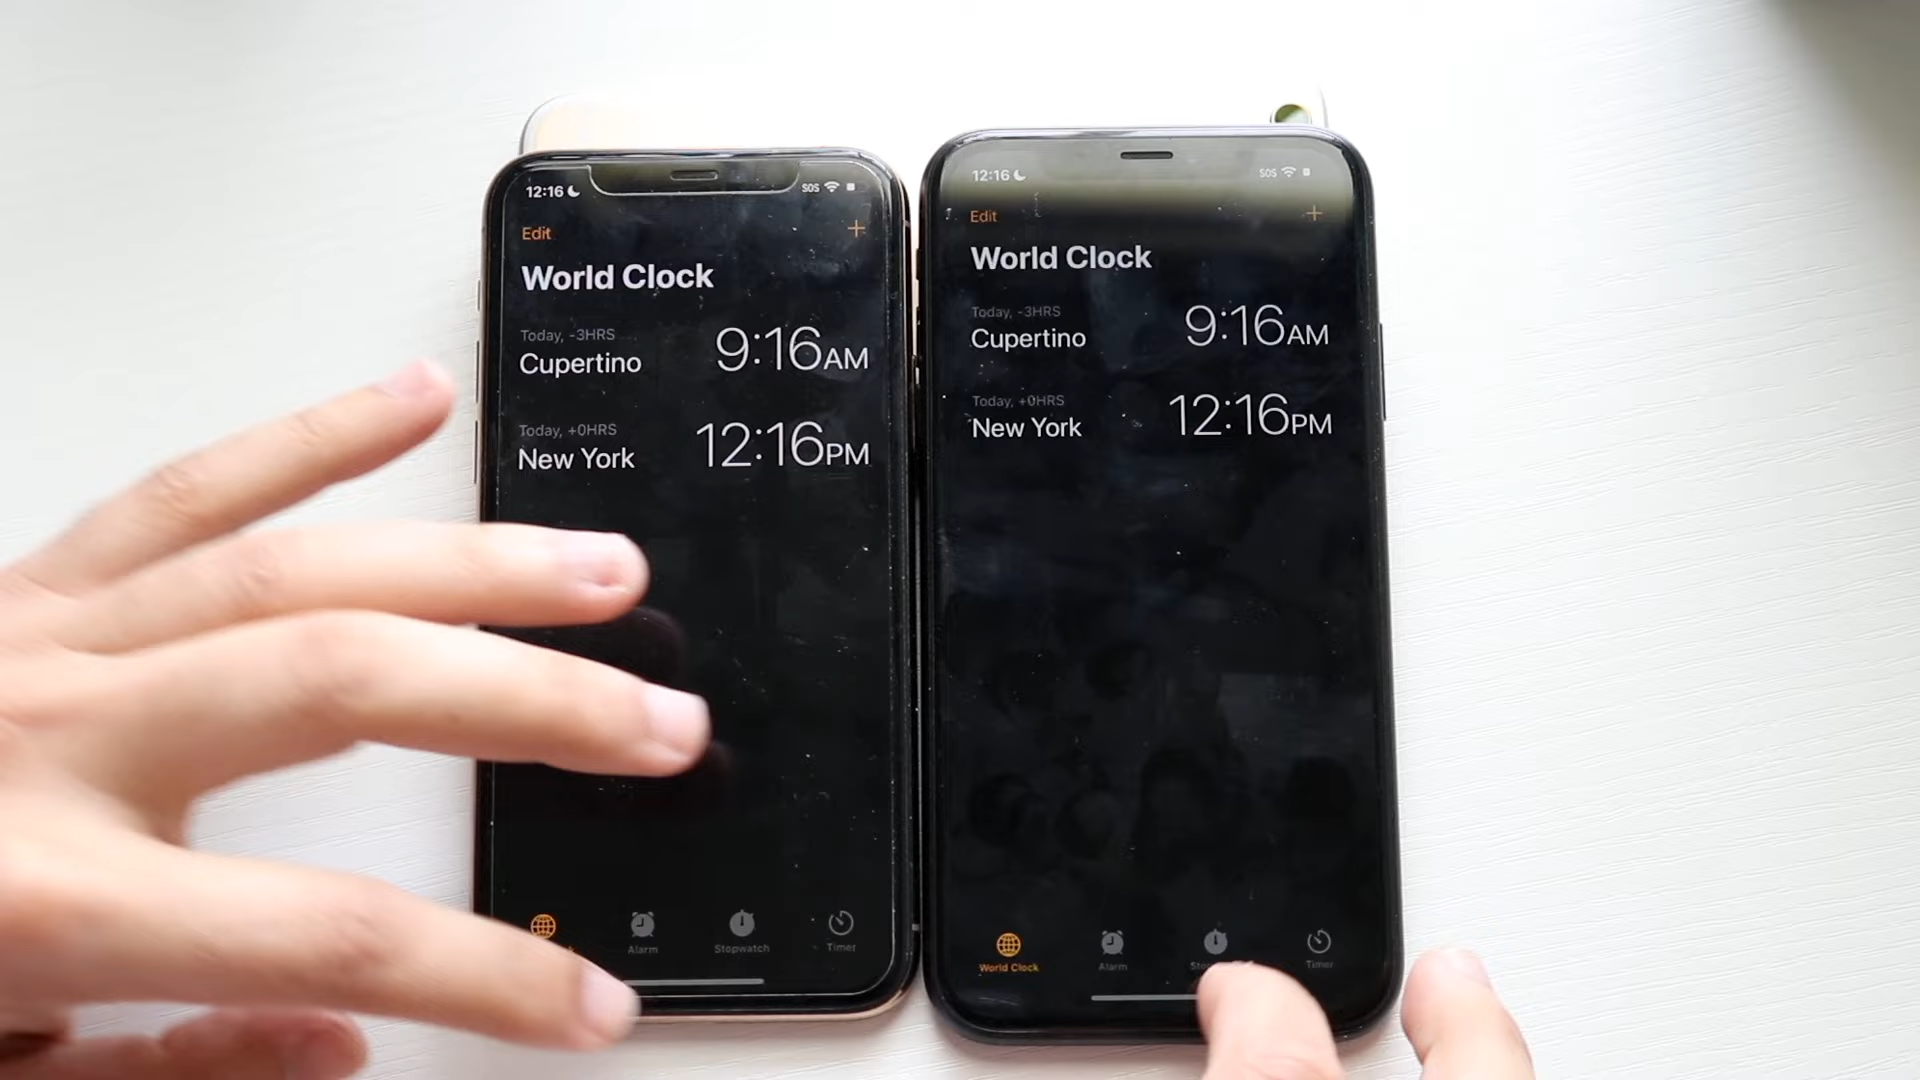 12:16
SOS
Edit
+
World Clock
Today, -3HRS
Cupertino
9:16AM
Today, +0HRS
New York
12:16PM
Alarm
Stopwatch
Timer
12:16
SOS
Edit
+
World Clock
Today, -3HRS
Cupertino
9:16AM
Today, +0HRS
New York
12:16PM
World Clock
Alarm
Timer